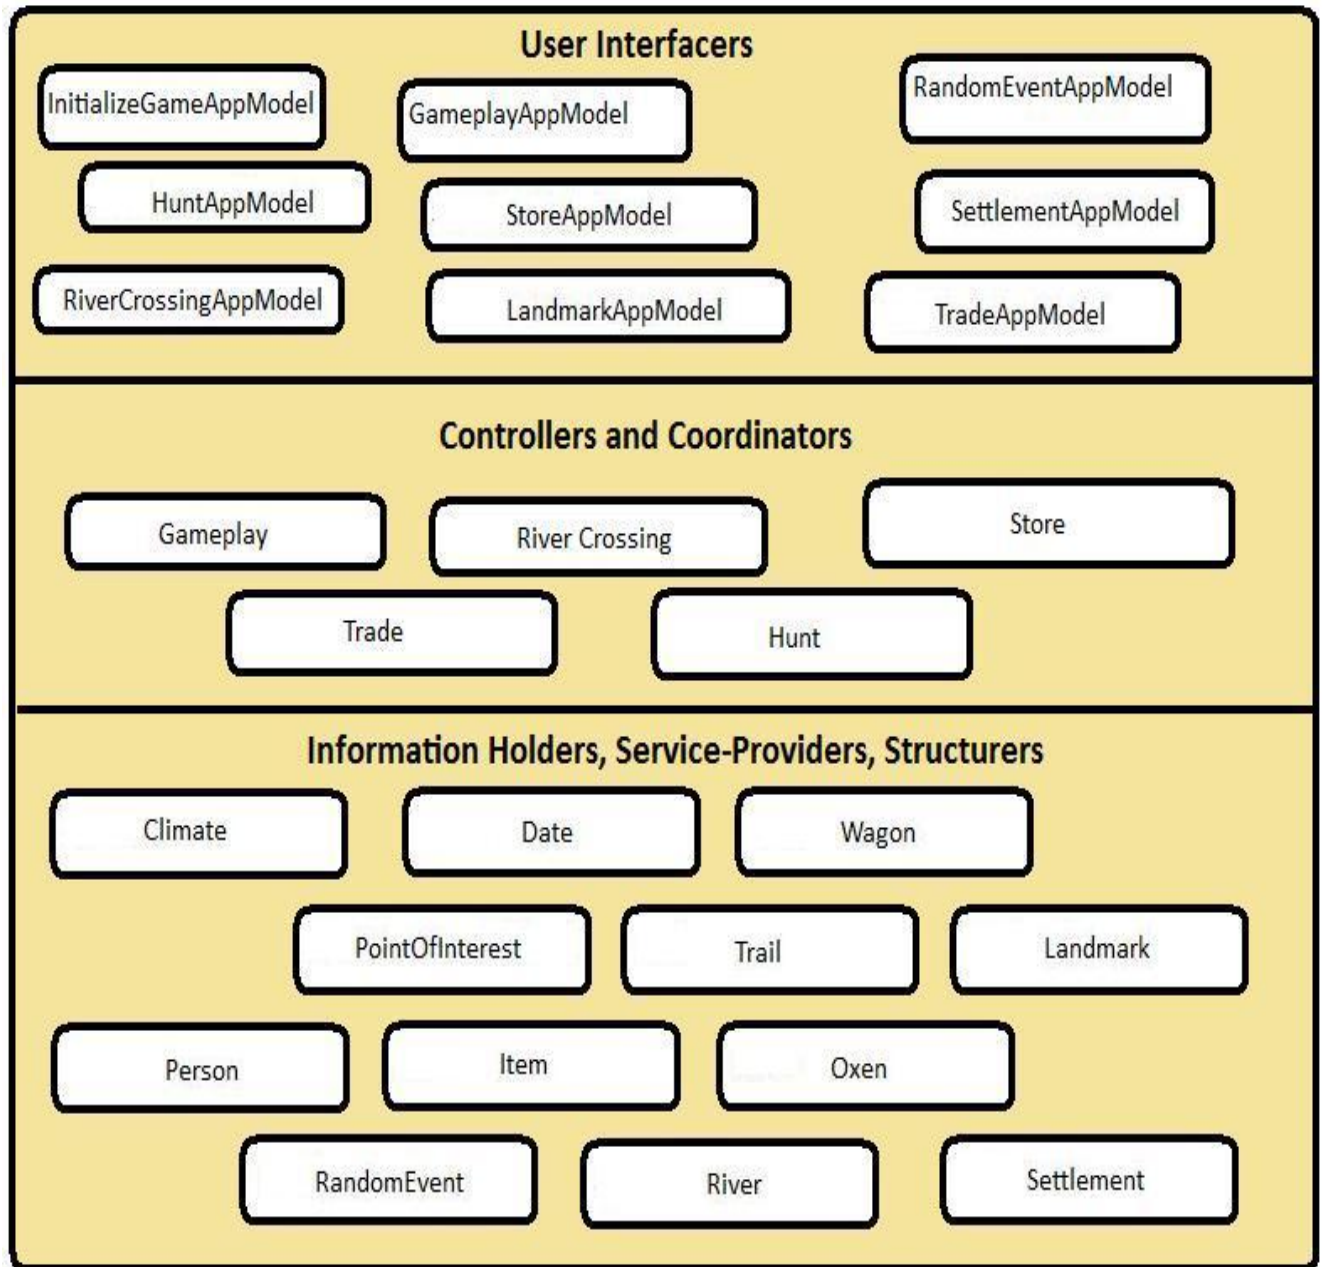 User Interfacers
InitializeGameAppModel
GameplayAppModel
RandomEventAppModel
HuntAppModel
StoreAppModel
SettlementAppModel
RiverCrossingAppModel
LandmarkAppModel
TradeAppModel
Controllers and Coordinators
Gameplay
River Crossing
Store
Trade
Hunt
Information Holders, Service-Providers, Structurers
Climate
Date
Wagon
PointOfInterest
Trail
Landmark
Person
Item
Oxen
RandomEvent
River
Settlement